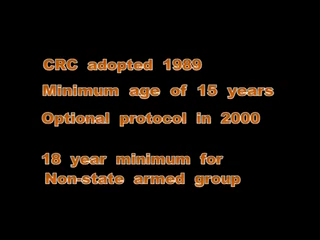 CRC adopted 1989
Minimum age of 15 years
Optional protocol in 2000
18 year minimum for
Non-state armed group